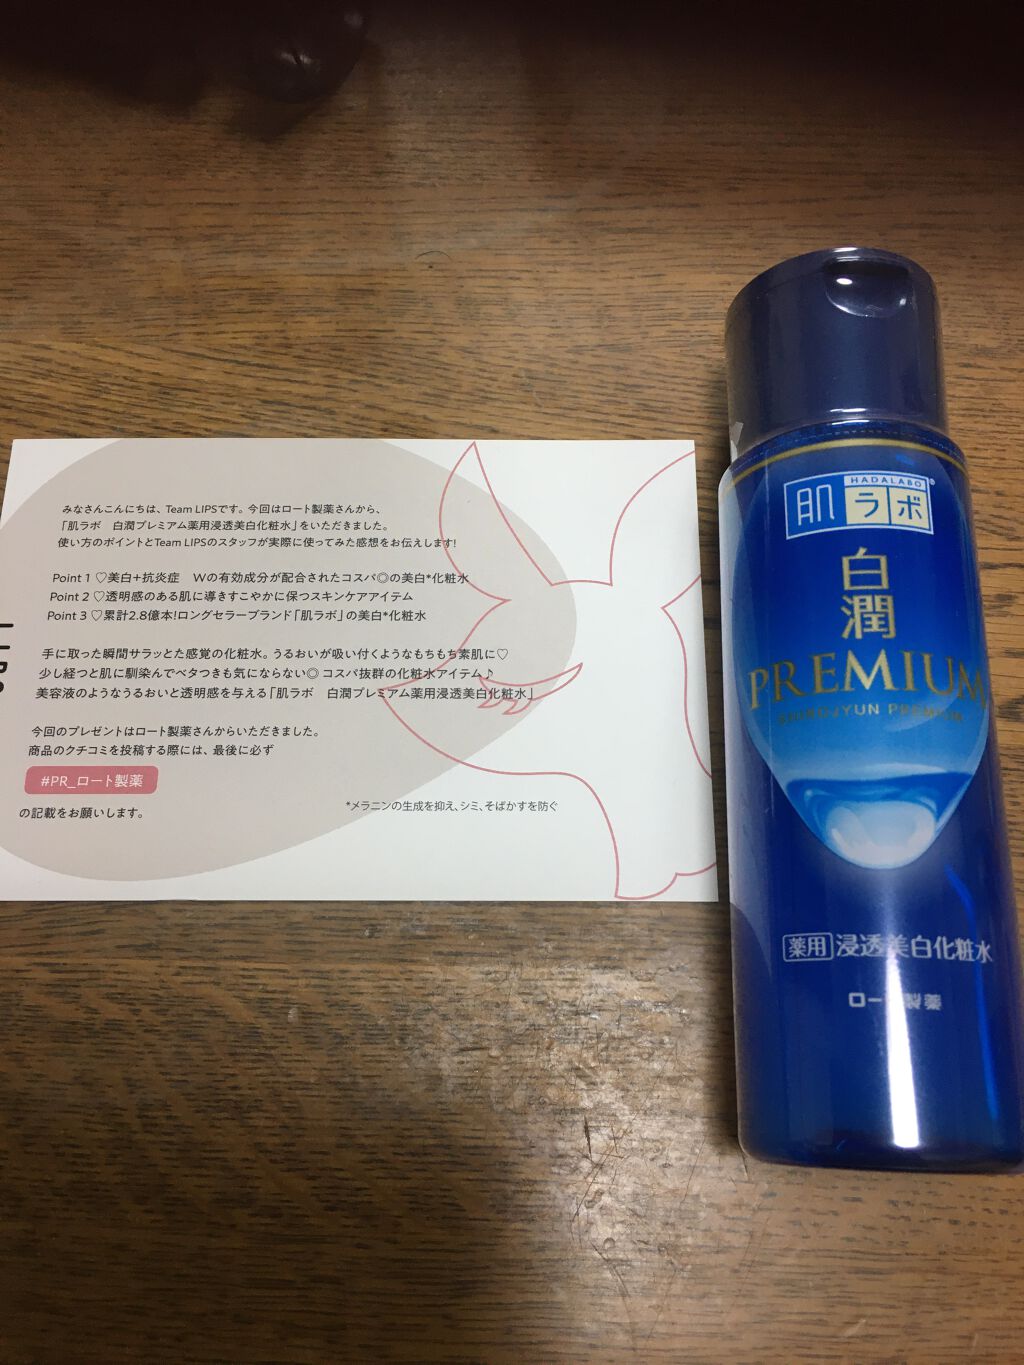 みなさんこんにちは、Team LIPSです。今回はロート製薬さんから、
「肌ラボ　白潤プレミアム薬用浸透美白化粧水」をいただきました。
使い方のポイントとTeam LIPSのスタッフが実際に使ってみた感想をお伝えします!
Point 1 ♡美白+抗炎症　Wの有効成分が配合されたコスパ◎の美白*化粧水
Point 2 ♡透明感のある肌に導きすこやかに保つスキンケアアイテム
Point 3 ♡累計2.8億本!ロングセラーブランド「肌ラボ」の美白*化粧水
手に取った瞬間サラッとた感覚の化粧水。うるおいが吸い付くようなもちもち素肌に♡
少し経つと肌に馴染んでベタつきも気にならない◎コスパ抜群の化粧水アイテム♪
美容液のようなうるおいと透明感を与える「肌ラボ　白潤プレミアム薬用浸透美白化粧水」
今回のプレゼントはロート製薬さんからいただきました。
商品のクチコミを投稿する際には、最後に必ず
#PR_ロート製薬
の記載をお願いします。
*メラニンの生成を抑え、シミ、そばかすを防ぐ
HADALABO®
肌ラボ
白潤
PREMIUM
SHIROJYUN PREMIUM
薬用 浸透美白化粧水
ロート製薬